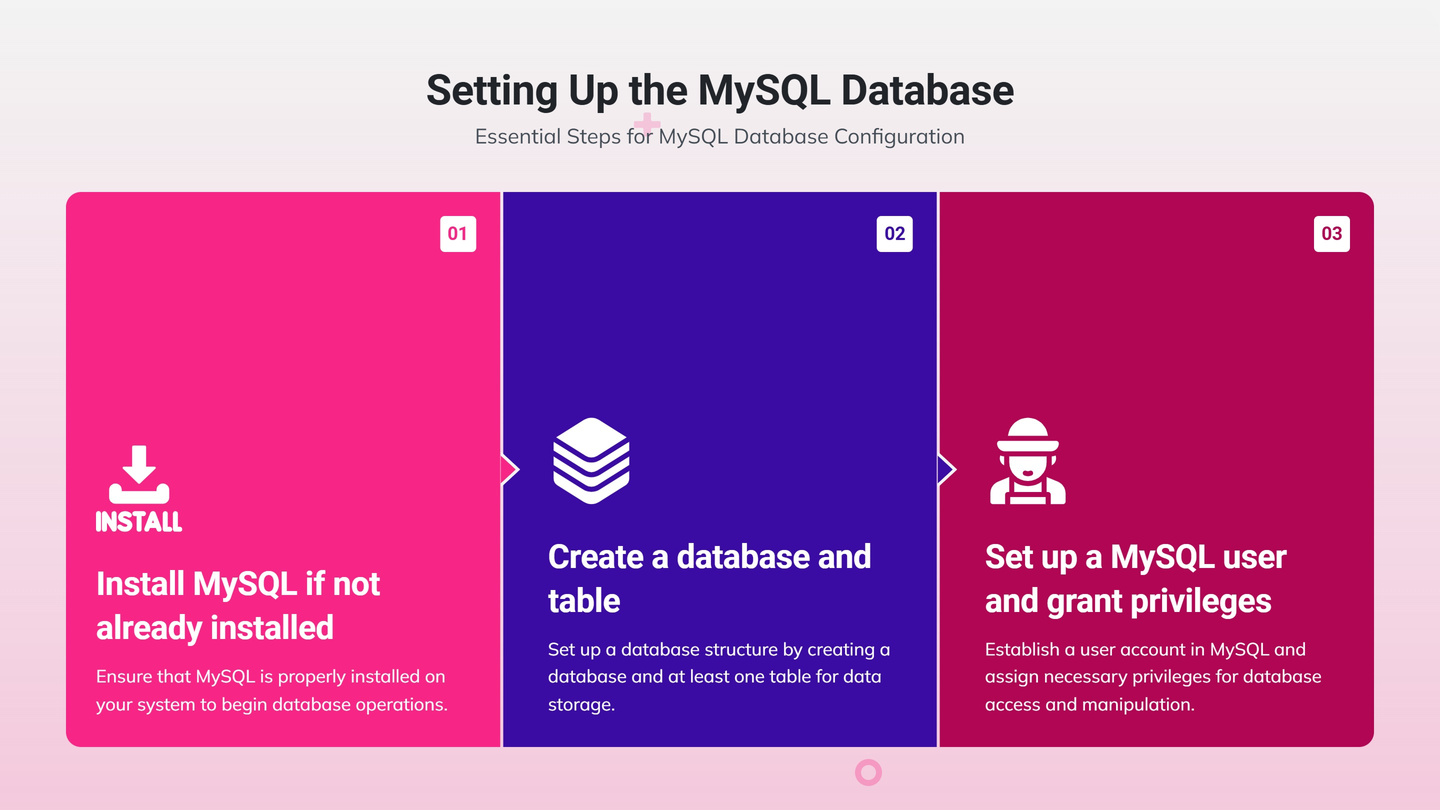 Setting Up the MySQL Database
Essential Steps for MySQL Database Configuration
01
INSTALL
Install MySQL if not
already installed
Ensure that MySQL is properly installed on
your system to begin database operations.
02
Create a database and
table
Set up a database structure by creating a
database and at least one table for data
storage.
03
Set up a MySQL user
and grant privileges
Establish a user account in MySQL and
assign necessary privileges for database
access and manipulation.